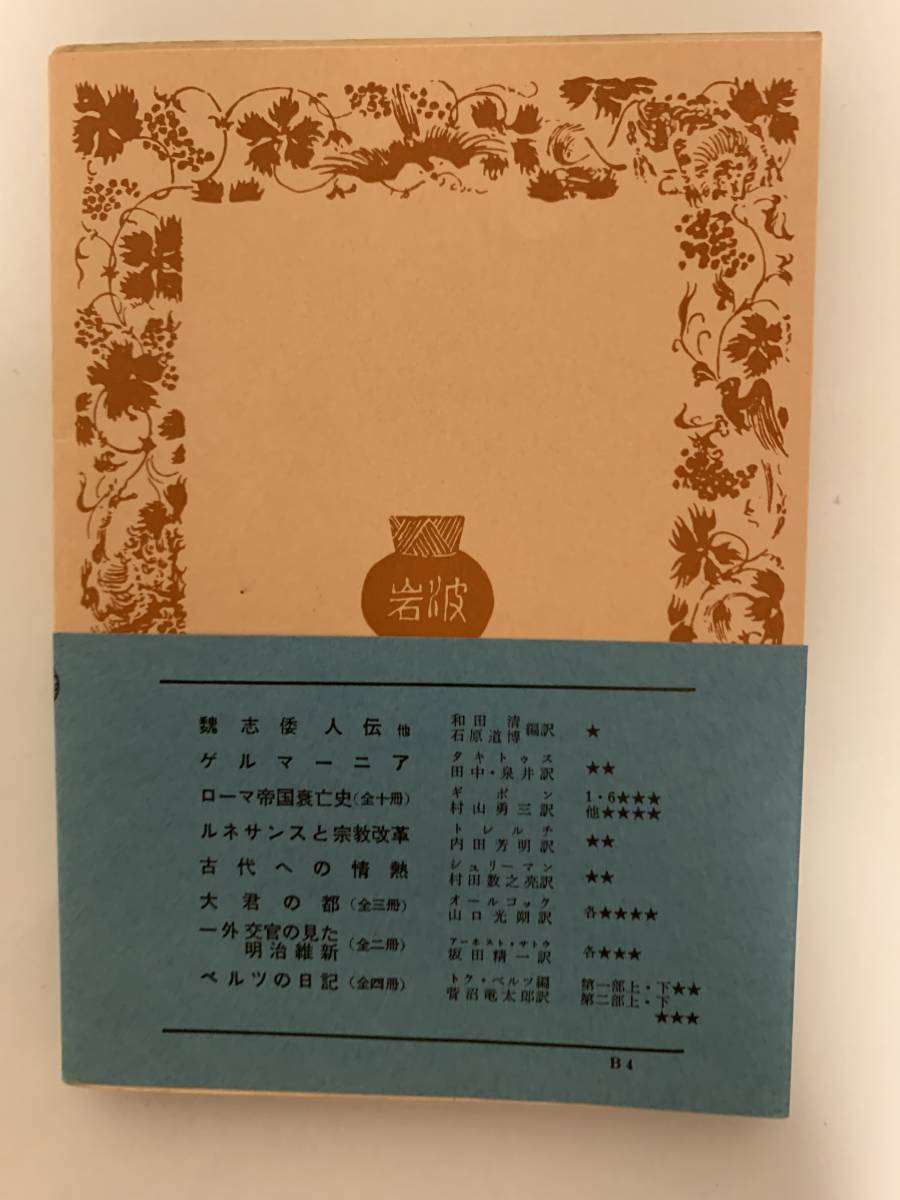 岩波
魏志倭人伝 他 和田清 石原道博 編訳 ★
ゲルマーニア タキトゥス 田中・泉井訳 ★★
ローマ帝国衰亡史(全十冊) ギボン 村山勇三訳 1・6★★★ 他★★★★
ルネサンスと宗教改革 トレルチ 内田芳明訳 ★★
古代への情熱 シュリーマン 村田数之亮訳 ★★
大君の都(全三冊) オールコック 山口光朔訳 各★★★★
一外交官の見た明治維新(全二冊) アーネスト・サトウ 坂田精一訳 各★★★
ベルツの日記(全四冊) トク・ベルツ編 菅沼竜太郎訳 第一部上・下★★ 第二部上・下 ★★★
B4